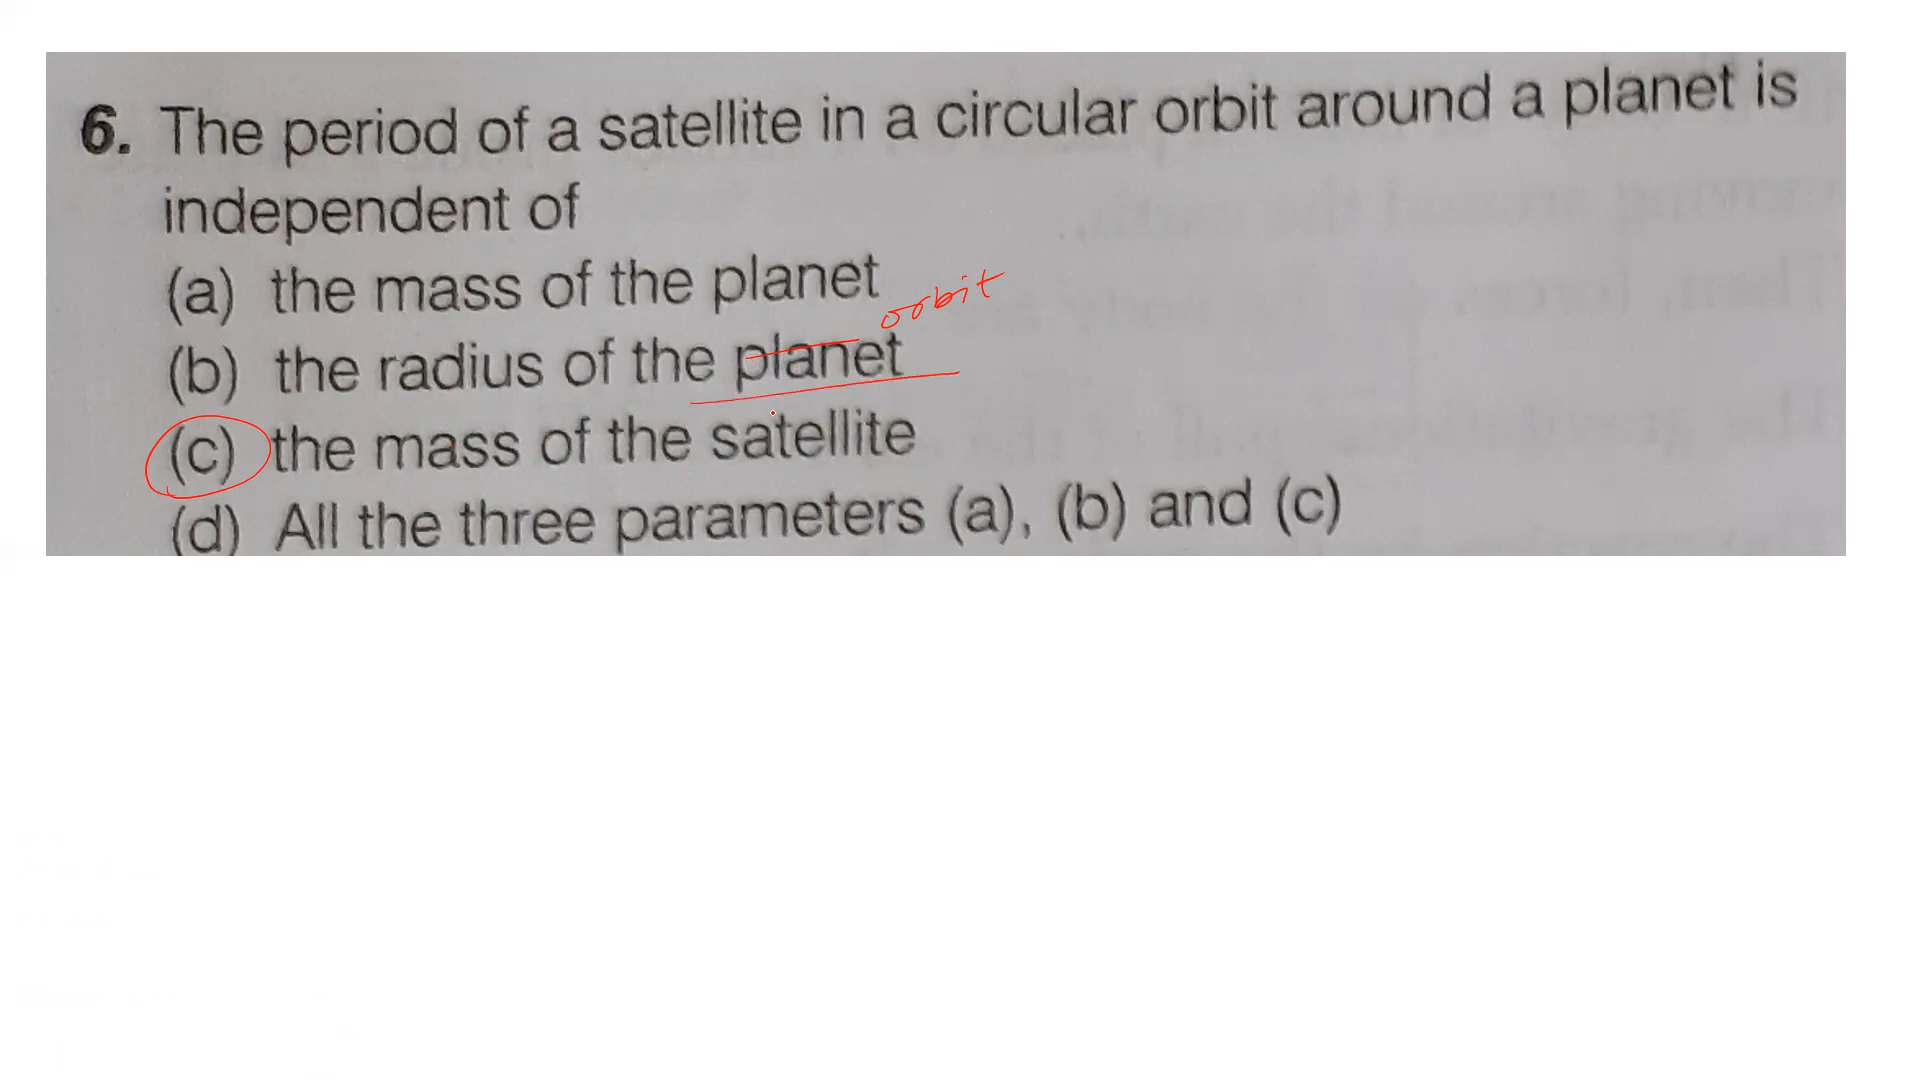 6. The period of a satellite in a circular orbit around a planet is
independent of
(a) the mass of the planet
orbit
(b) the radius of the planet
(c) the mass of the satellite
(d) All the three parameters (a), (b) and (c)